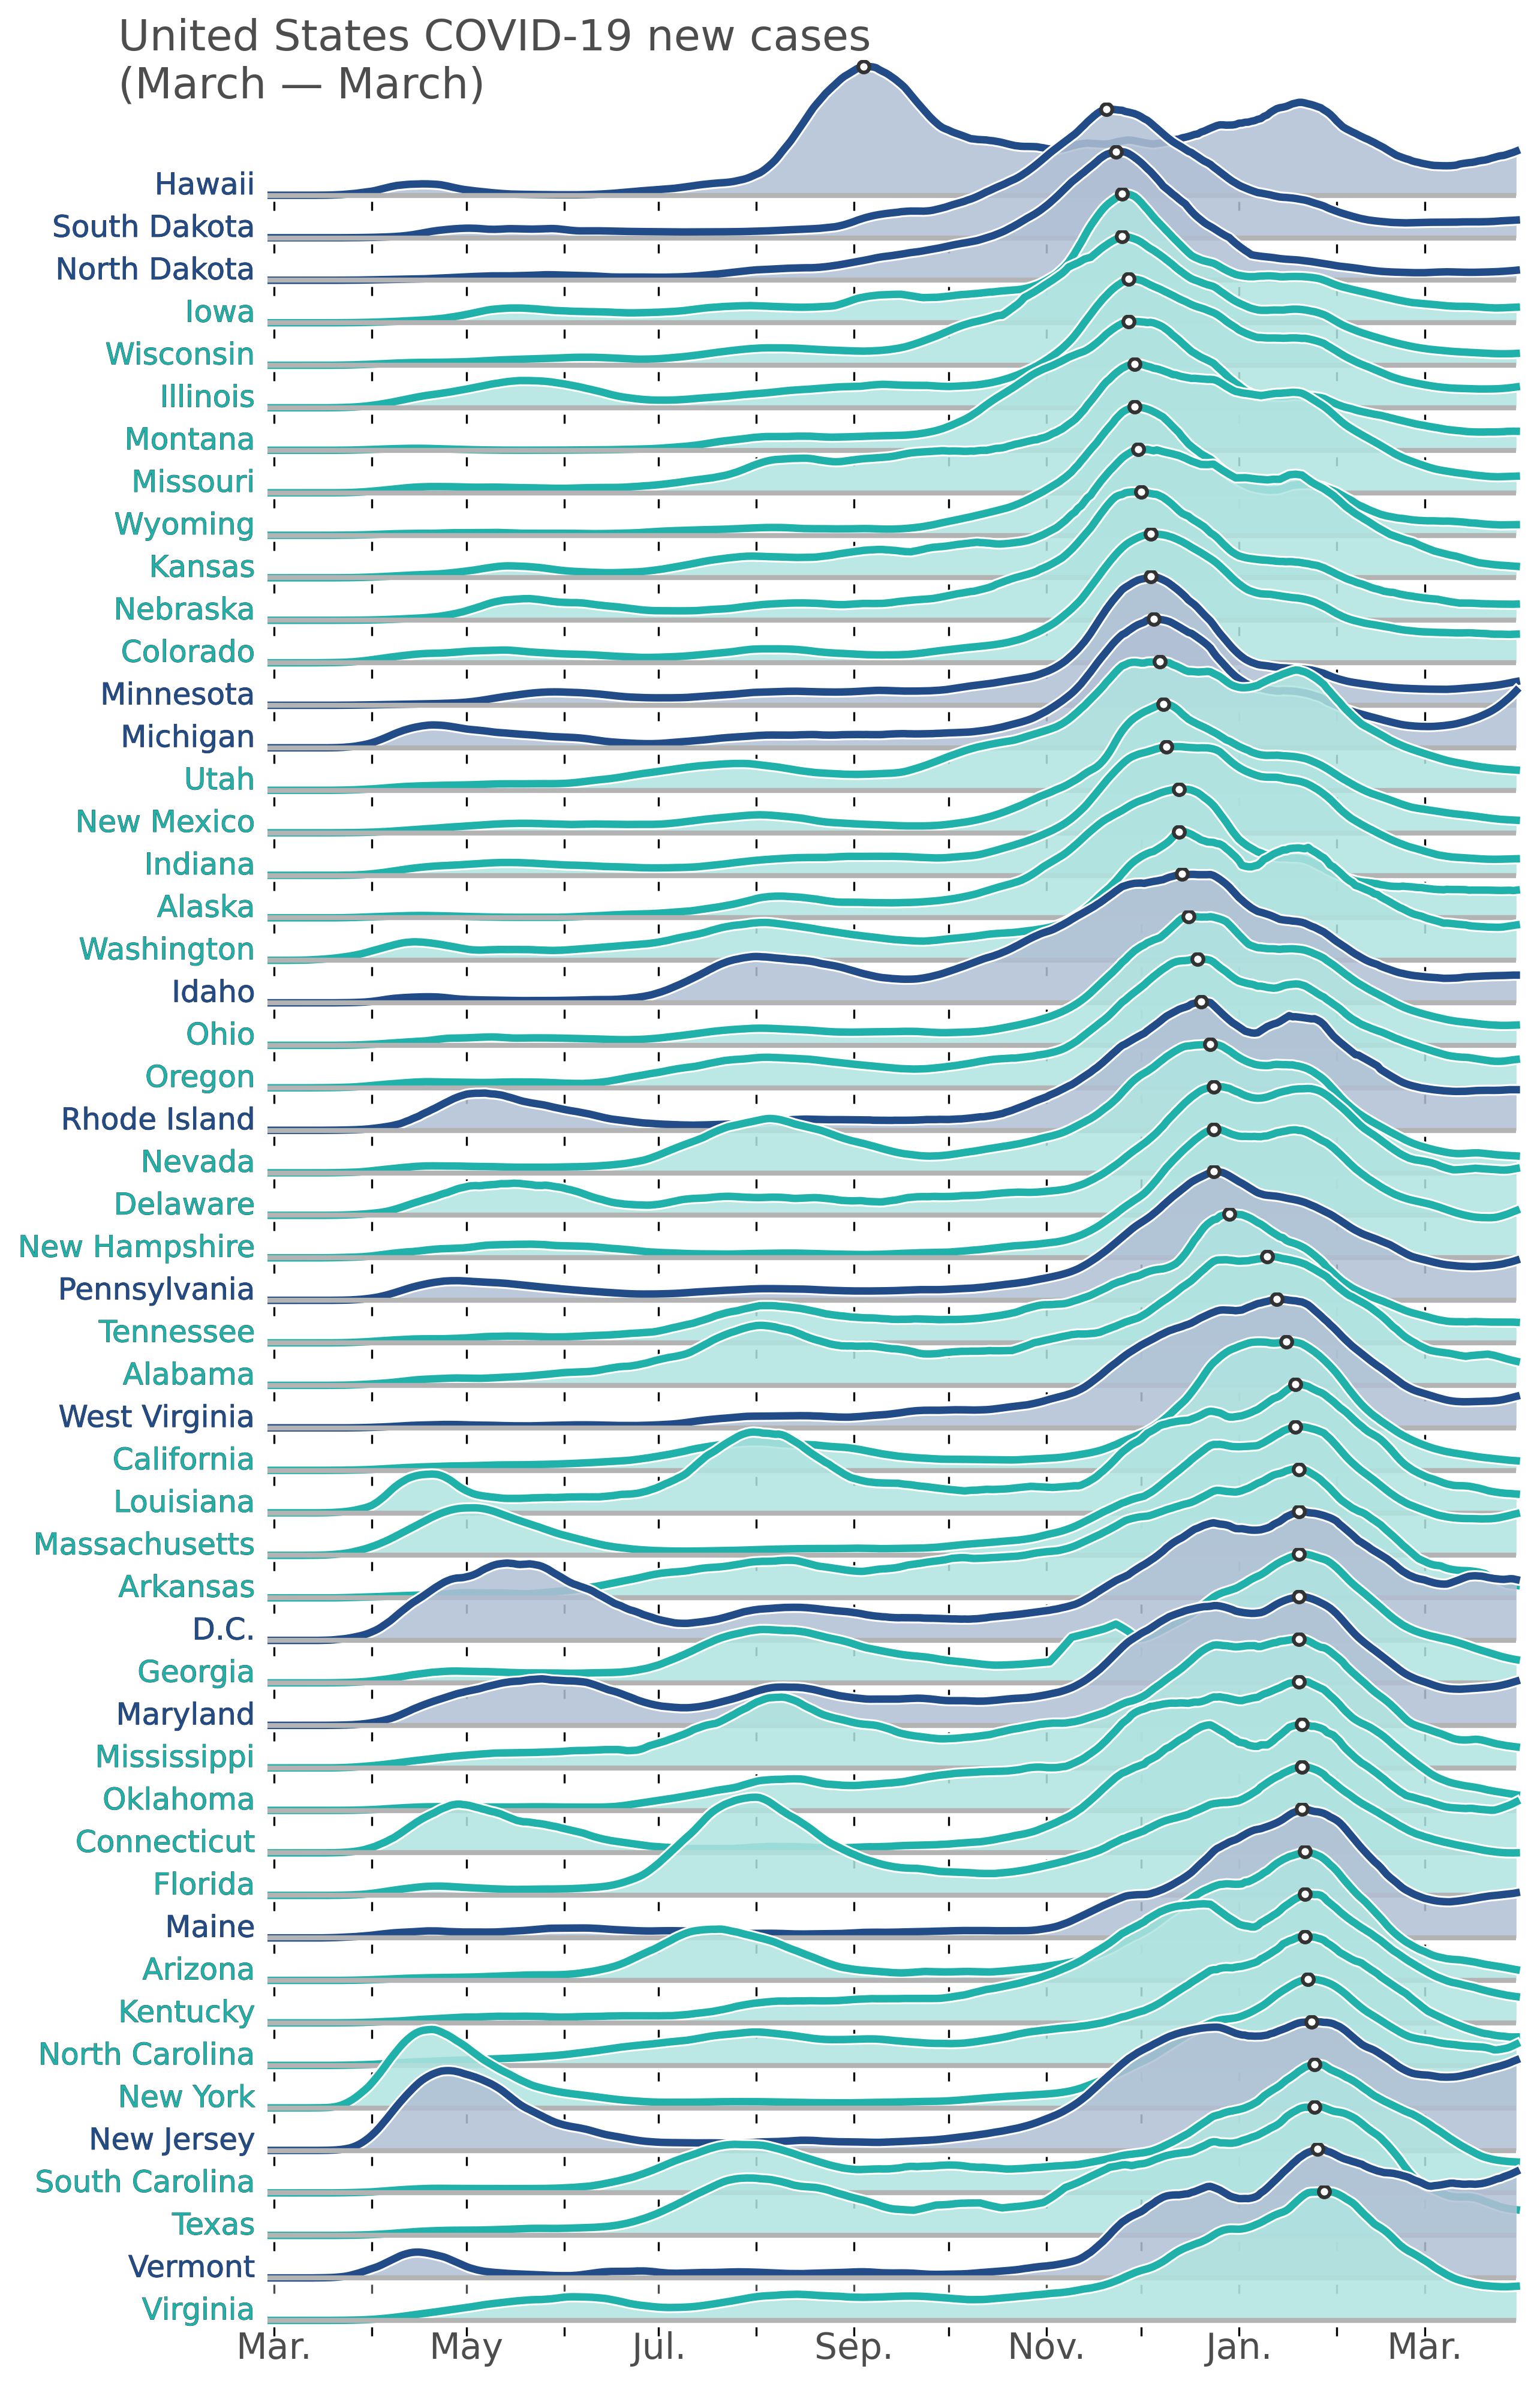 United States COVID-19 new cases
(March — March)
Hawaii
South Dakota
North Dakota
Iowa
Wisconsin
Illinois
Montana
Missouri
Wyoming
Kansas
Nebraska
Colorado
Minnesota
Michigan
Utah
New Mexico
Indiana
Alaska
Washington
Idaho
Ohio
Oregon
Rhode Island
Nevada
Delaware
New Hampshire
Pennsylvania
Tennessee
Alabama
West Virginia
California
Louisiana
Massachusetts
Arkansas
D.C.
Georgia
Maryland
Mississippi
Oklahoma
Connecticut
Florida
Maine
Arizona
Kentucky
North Carolina
New York
New Jersey
South Carolina
Texas
Vermont
Virginia
Mar. May Jul. Sep. Nov. Jan. Mar.